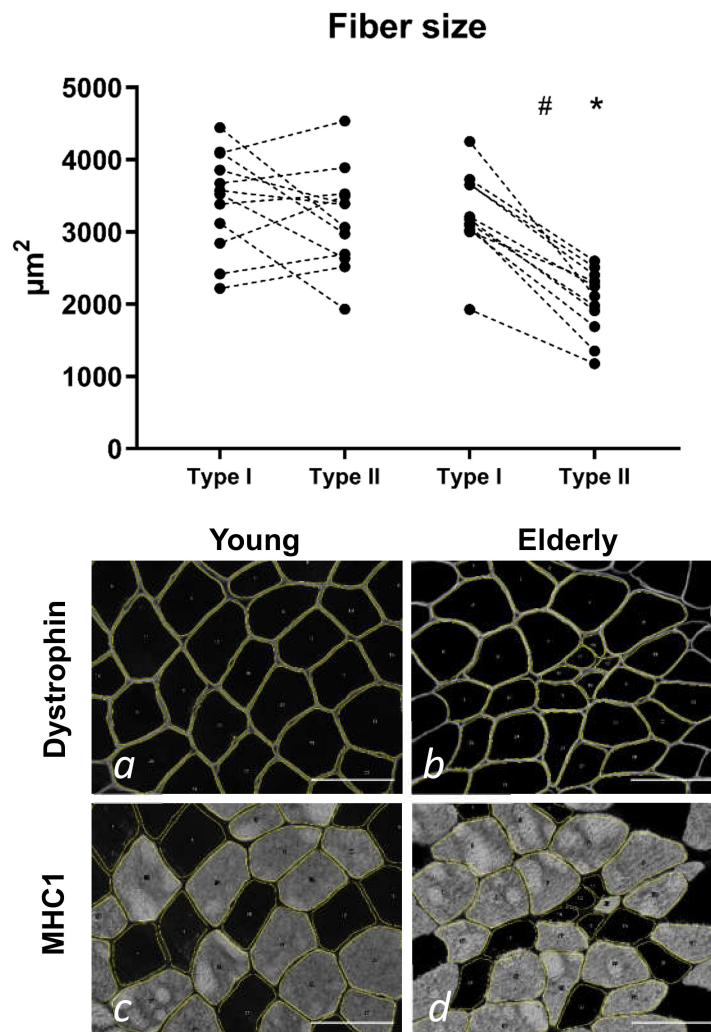 Fiber size
# *
5000
4000
3000
2000
1000
0
µm²
Type I Type II Type I Type II
Young Elderly
Dystrophin
a b
MHC1
c d